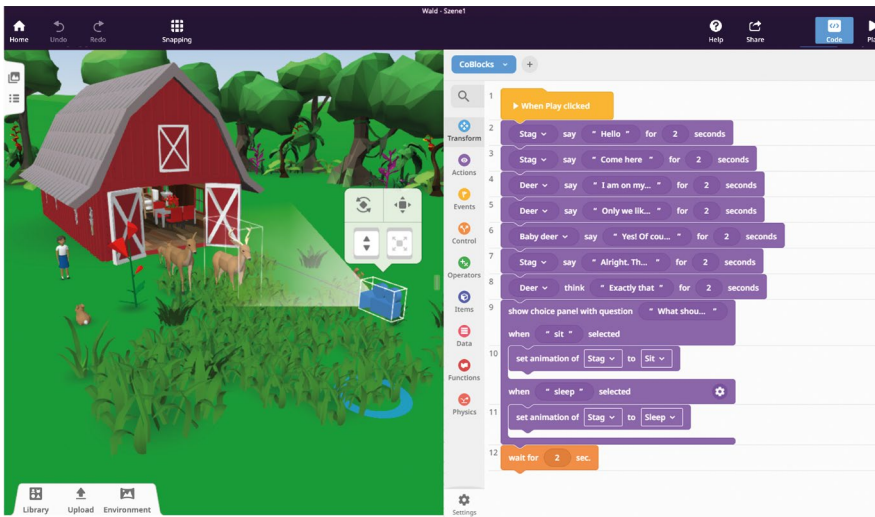 Wald - Szene1
Home Undo Redo Snapping Help Share Code
CoBlocks +
Transform
Actions
Events
Control
Operators
Items
Data
Functions
Physics
Settings
1 When Play clicked
2 Stag say “ Hello ” for 2 seconds
3 Stag say “ Come here ” for 2 seconds
4 Deer say “ I am on my... ” for 2 seconds
5 Deer say “ Only we lik... ” for 2 seconds
6 Baby deer say “ Yes! Of cou... ” for 2 seconds
7 Stag say “ Alright. Th... ” for 2 seconds
8 Deer think “ Exactly that ” for 2 seconds
9 show choice panel with question “ What shou... ”
when “ sit ” selected
10 set animation of Stag to Sit
when “ sleep ” selected
11 set animation of Stag to Sleep
12 wait for 2 sec.
Library Upload Environment